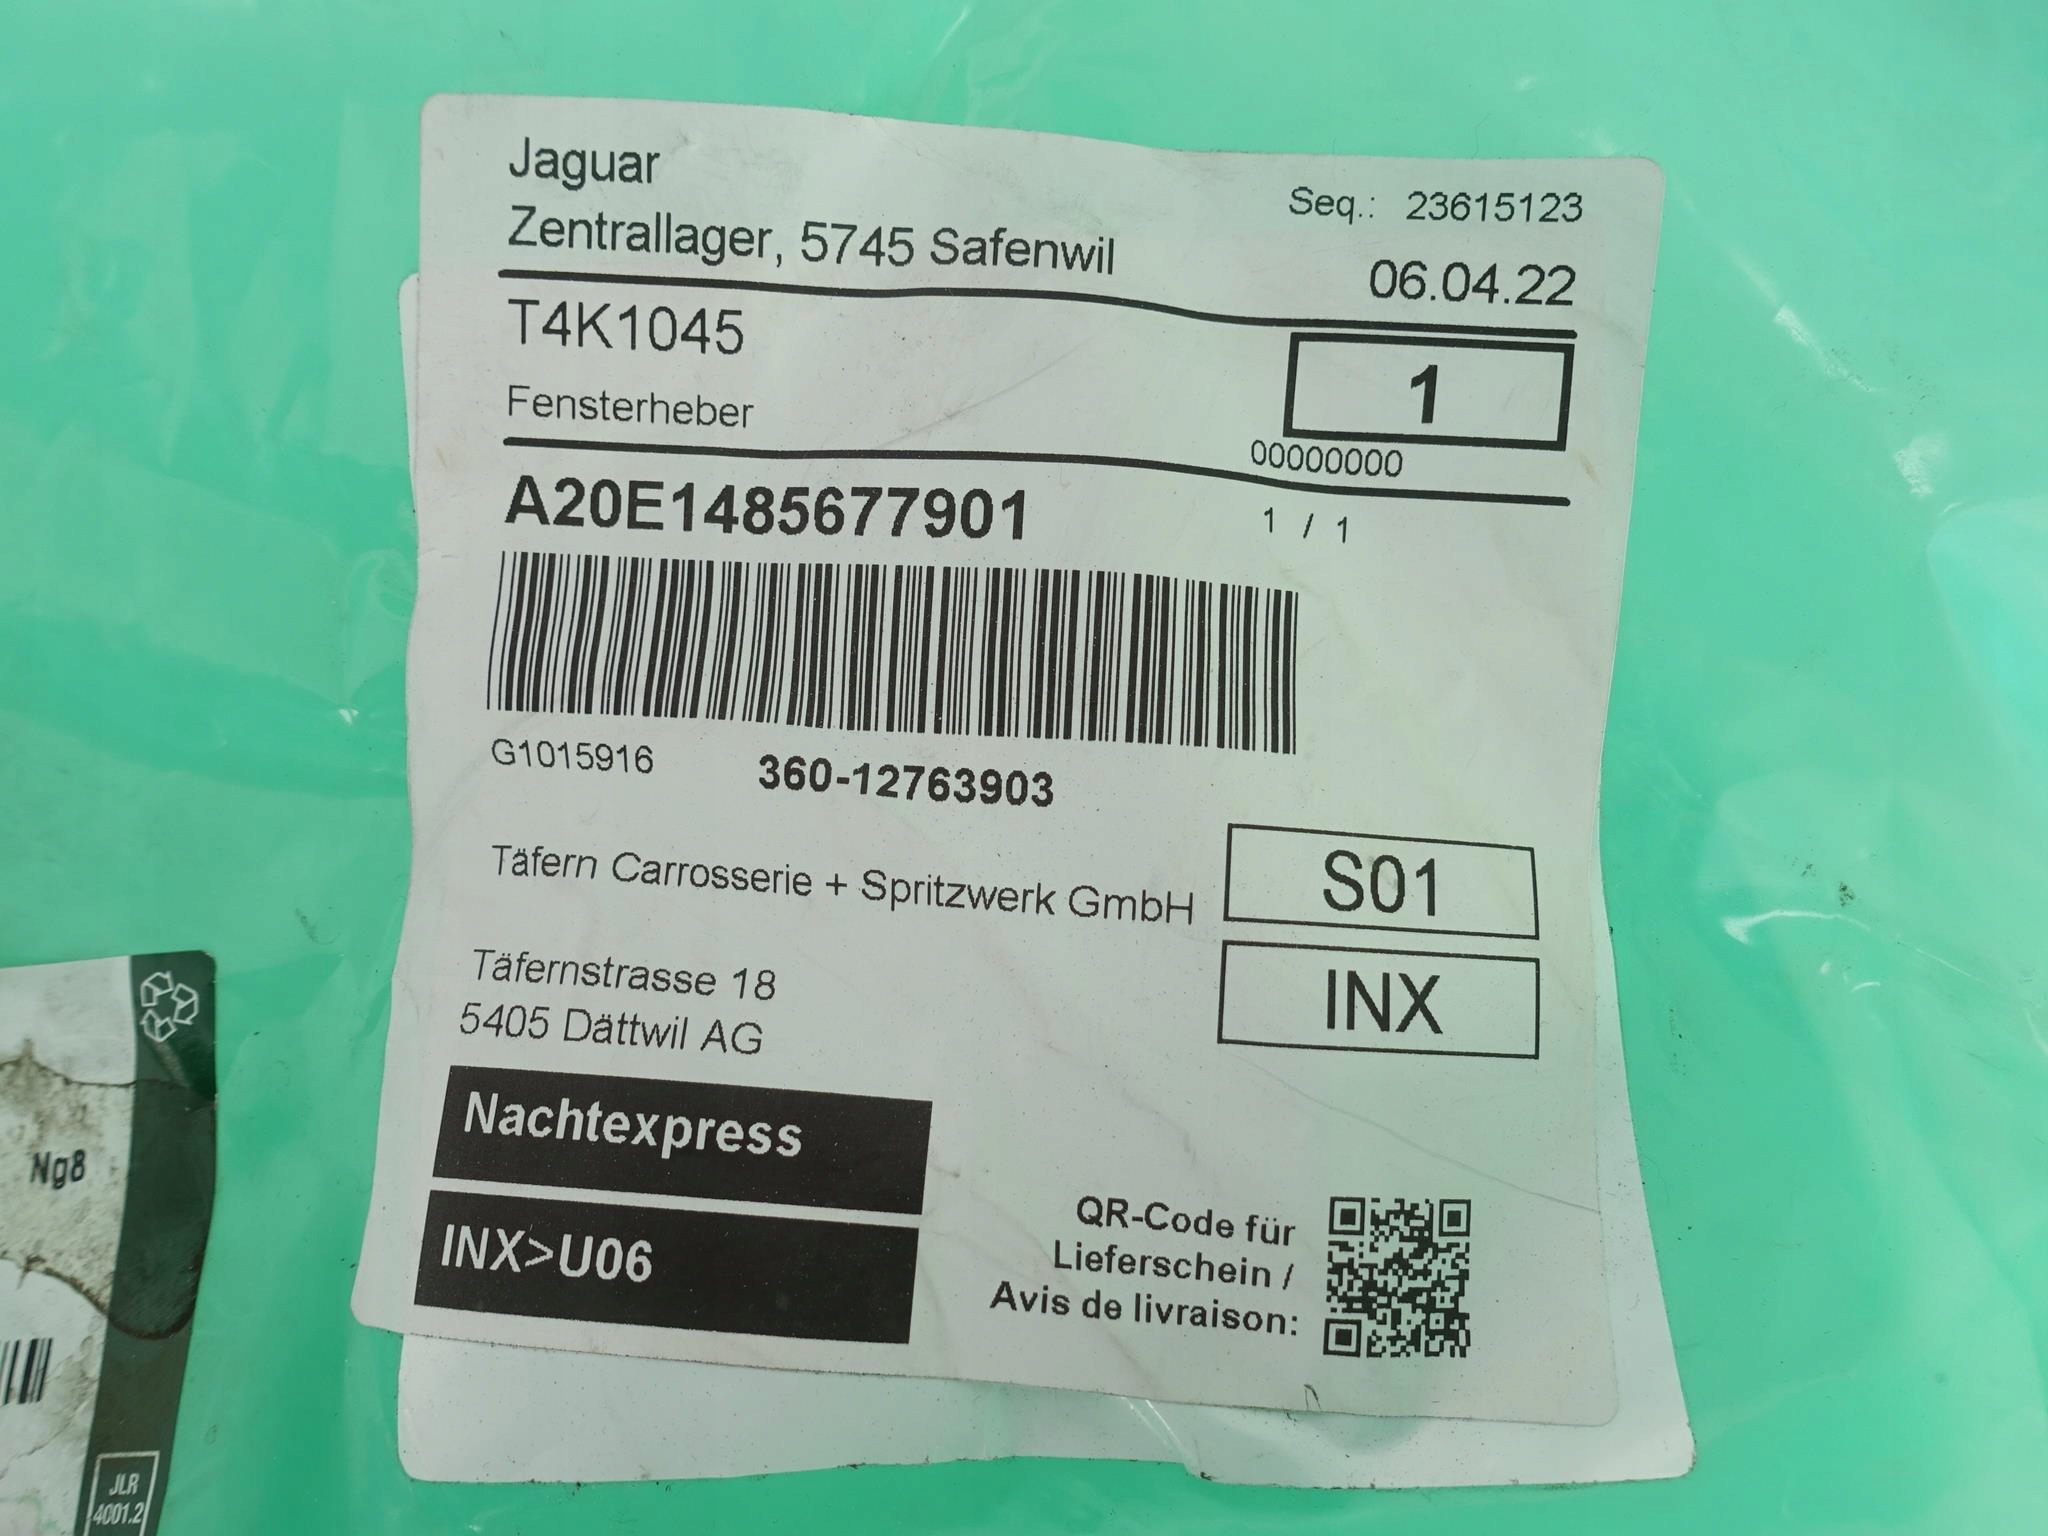 Jaguar
Zentrallager, 5745 Safenwil
Seq.: 23615123
06.04.22
T4K1045
1
Fensterheber
00000000
A20E1485677901
1 / 1
G1015916
360-12763903
Täfern Carrosserie + Spritzwerk GmbH
S01
Täfernstrasse 18
INX
5405 Dättwil AG
Nachtexpress
INX>U06
QR-Code für
Lieferschein /
Avis de livraison:
Ng8
JLR
4001.2